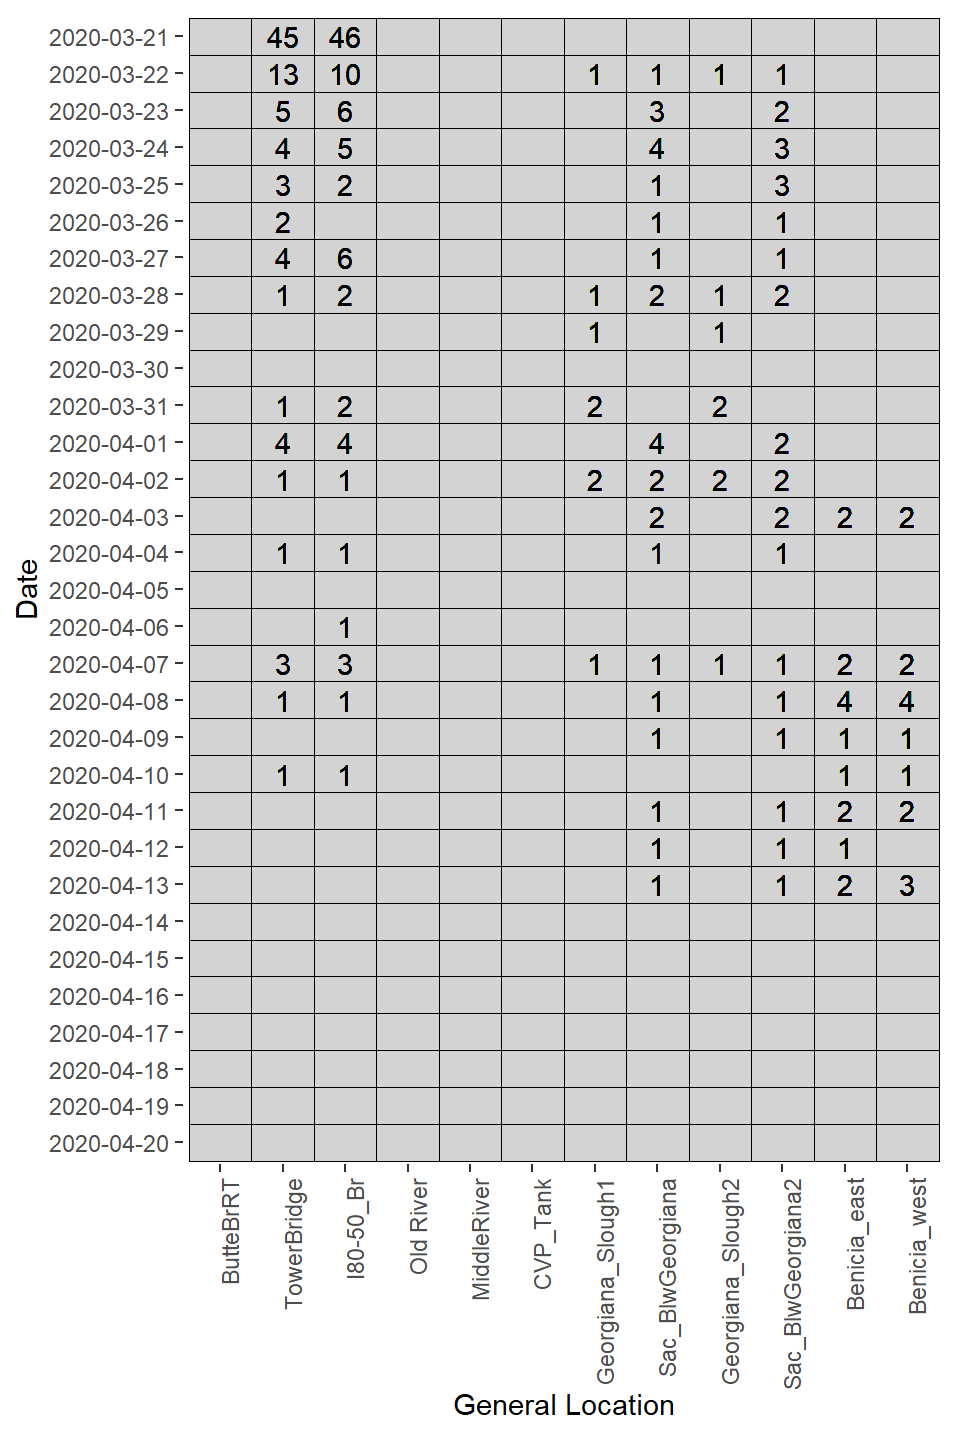 2020-03-21 45 46
2020-03-22 13 10 1 1 1 1
2020-03-23 5 6 3 2
2020-03-24 4 5 4 3
2020-03-25 3 2 1 3
2020-03-26 2 1 1
2020-03-27 4 6 1 1
2020-03-28 1 2 1 2 1 2
2020-03-29 1 1
2020-03-30
2020-03-31 1 2 2 2
2020-04-01 4 4 4 2
2020-04-02 1 1 2 2 2 2
2020-04-03 2 2 2 2
2020-04-04 1 1 1 1
2020-04-05
2020-04-06 1
2020-04-07 3 3 1 1 1 1 2 2
2020-04-08 1 1 1 1 4 4
2020-04-09 1 1 1 1
2020-04-10 1 1 1 1
2020-04-11 1 1 2 2
2020-04-12 1 1 1
2020-04-13 1 1 2 3
2020-04-14
2020-04-15
2020-04-16
2020-04-17
2020-04-18
2020-04-19
2020-04-20
Date
ButteBrRT
TowerBridge
I80-50_Br
Old River
MiddleRiver
CVP_Tank
Georgiana_Slough1
Sac_BlwGeorgiana
Georgiana_Slough2
Sac_BlwGeorgiana2
Benicia_east
Benicia_west
General Location